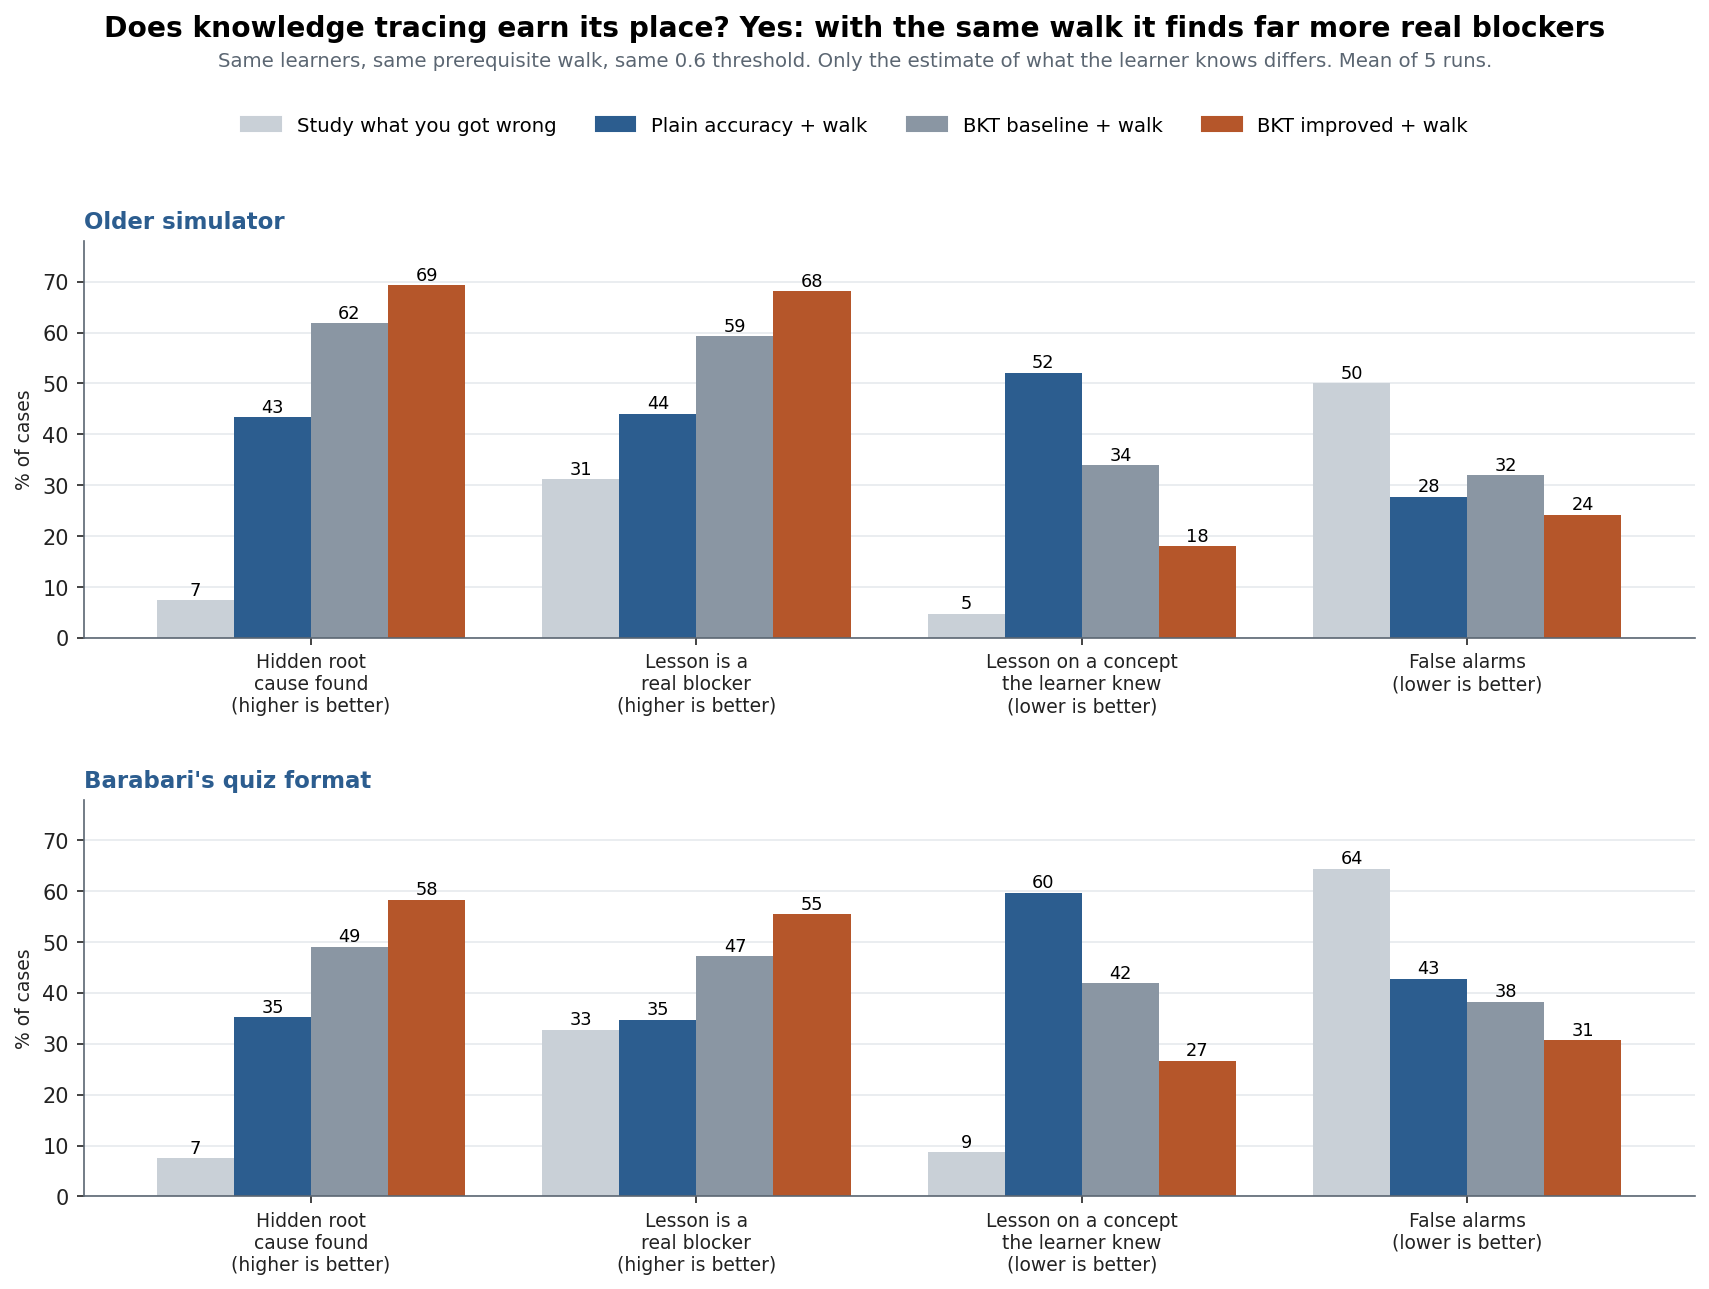 Does knowledge tracing earn its place? Yes: with the same walk it finds far more real blockers
Same learners, same prerequisite walk, same 0.6 threshold. Only the estimate of what the learner knows differs. Mean of 5 runs.
Study what you got wrong
Plain accuracy + walk
BKT baseline + walk
BKT improved + walk
Older simulator
% of cases
70
60
50
40
30
20
10
0
7
43
62
69
31
44
59
68
5
52
34
18
50
28
32
24
Hidden root
cause found
(higher is better)
Lesson is a
real blocker
(higher is better)
Lesson on a concept
the learner knew
(lower is better)
False alarms
(lower is better)
Barabari's quiz format
% of cases
70
60
50
40
30
20
10
0
7
35
49
58
33
35
47
55
9
60
42
27
64
43
38
31
Hidden root
cause found
(higher is better)
Lesson is a
real blocker
(higher is better)
Lesson on a concept
the learner knew
(lower is better)
False alarms
(lower is better)